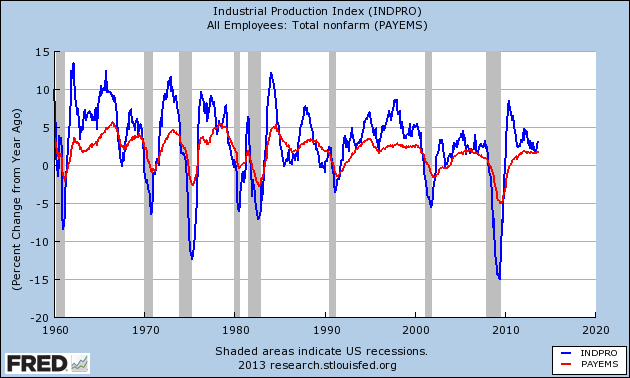 Industrial Production Index (INDPRO)
All Employees: Total nonfarm (PAYEMS)
(Percent Change from Year Ago)
15
10
5
0
-5
-10
-15
-20
1960 1970 1980 1990 2000 2010 2020
Shaded areas indicate US recessions.
2013 research.stlouisfed.org
FRED
INDPRO
PAYEMS